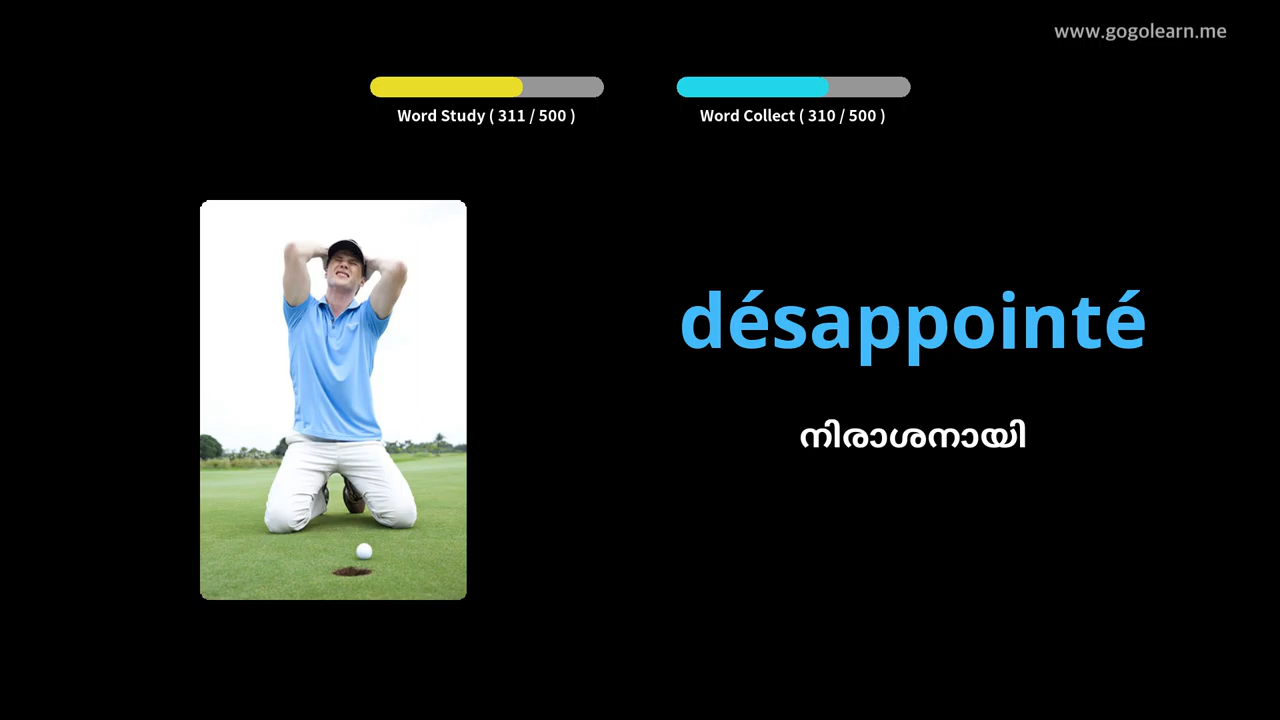 www.gogolearn.me
Word Study ( 311 / 500 )
Word Collect ( 310 / 500 )
désappointé
നിരാശനായി